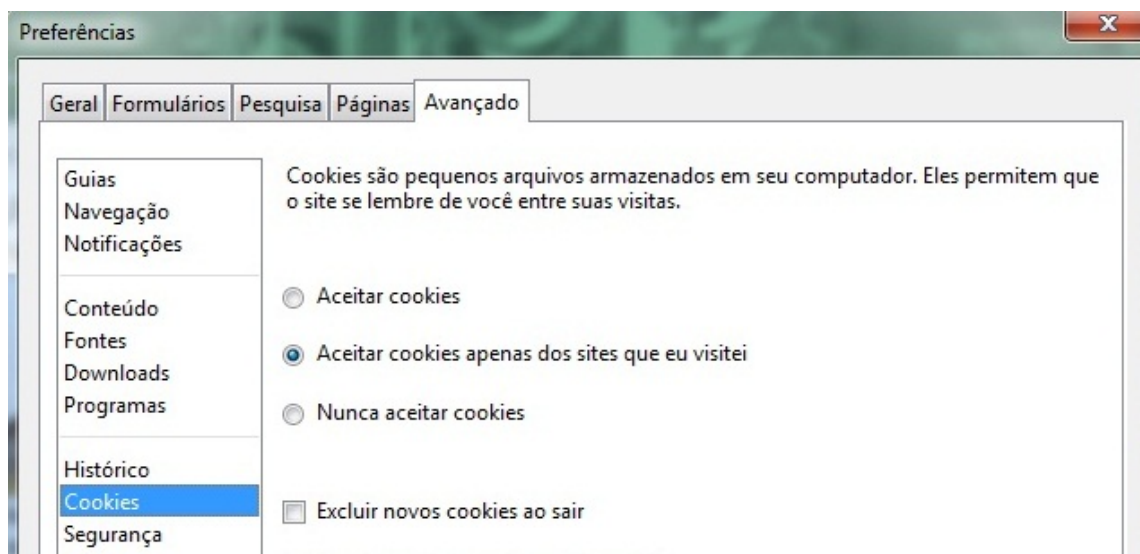 Preferências
Geral Formulários Pesquisa Páginas Avançado
Guias
Navegação
Notificações
Conteúdo
Fontes
Downloads
Programas
Histórico
Cookies
Segurança
Cookies são pequenos arquivos armazenados em seu computador. Eles permitem que
o site se lembre de você entre suas visitas.
Aceitar cookies
Aceitar cookies apenas dos sites que eu visitei
Nunca aceitar cookies
Excluir novos cookies ao sair